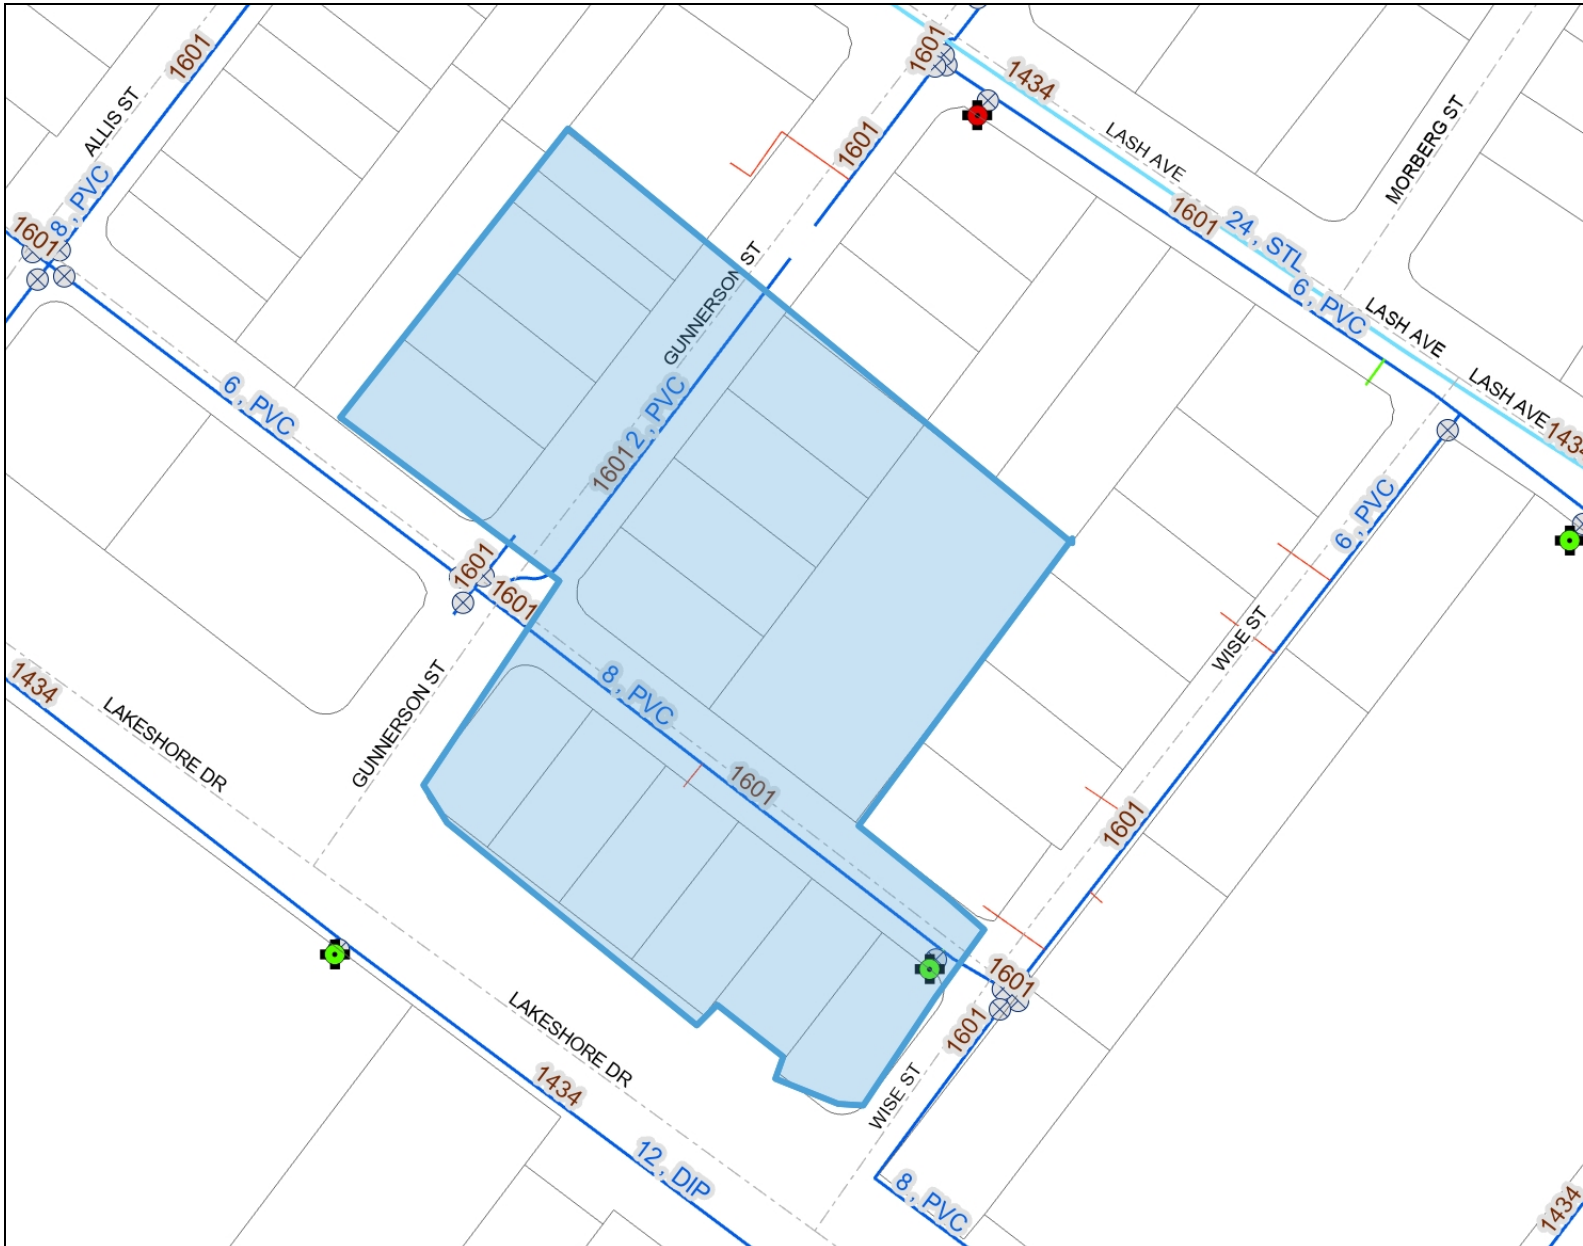 1601
1601
1434
ALLIS ST
1601
LASH AVE
MORBERG ST
8 , PVC
1601
1601
24 , STL
GUNNERSON ST
6 , PVC
LASH AVE
6 , PVC
2 , PVC
LASH AVE
1434
1601
6 , PVC
1601
1601
WISE ST
1434
8 , PVC
LAKESHORE DR
GUNNERSON ST
1601
1601
1601
1601
LAKESHORE DR
1434
WISE ST
12 , DIP
8 , PVC
1434